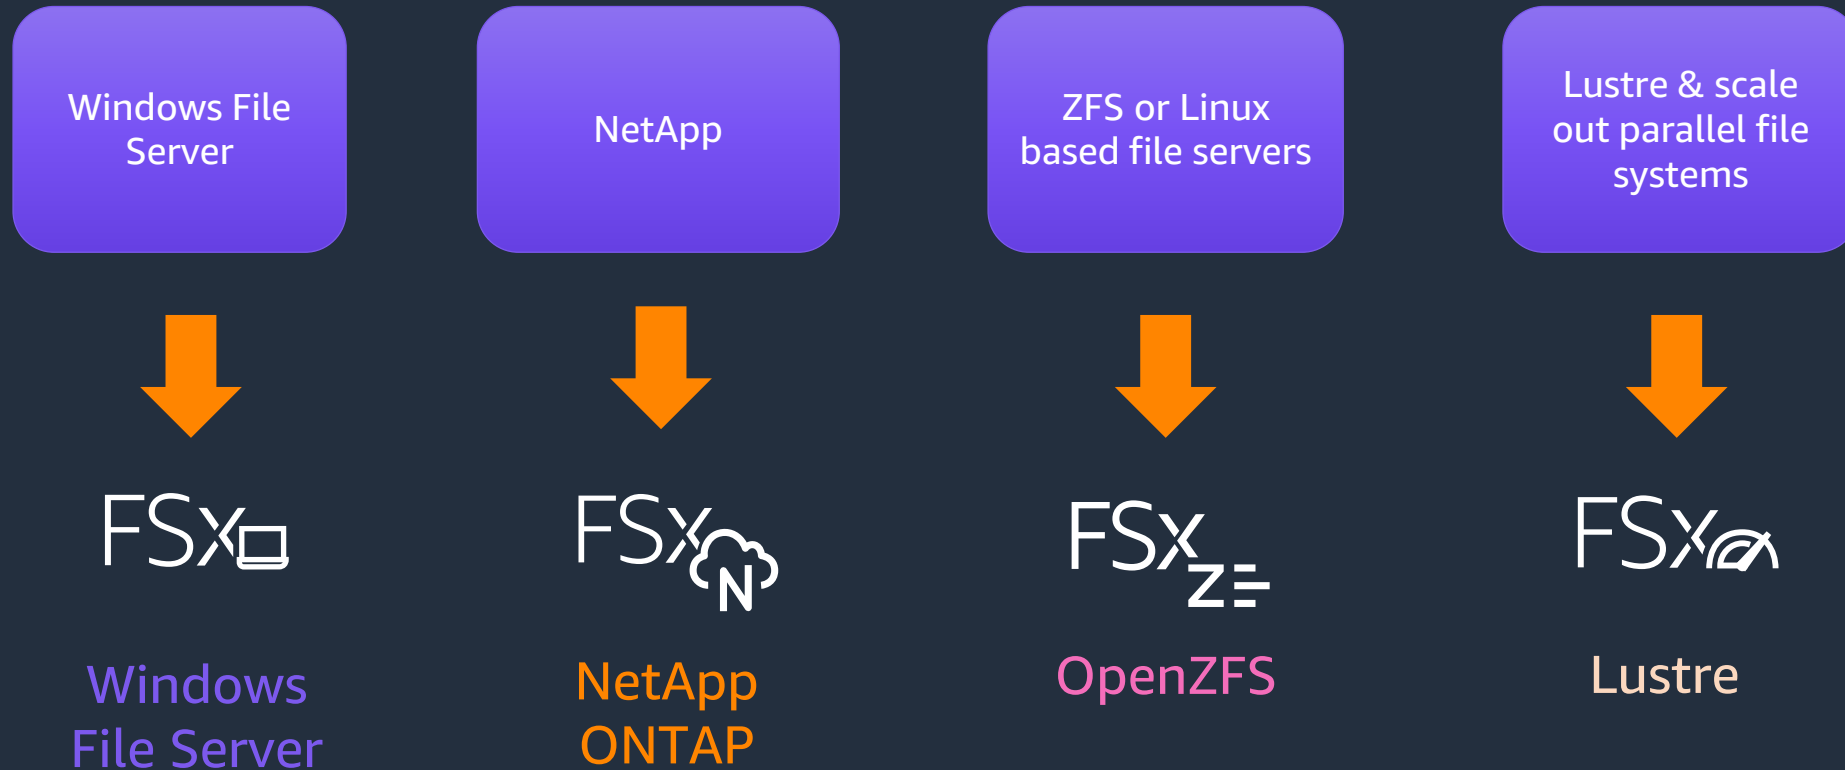 Windows File
Server
NetApp
ZFS or Linux
based file servers
Lustre & scale
out parallel file
systems
FSx
FSx
N
FSx
Z
FSx
Windows
File Server
NetApp
ONTAP
OpenZFS
Lustre